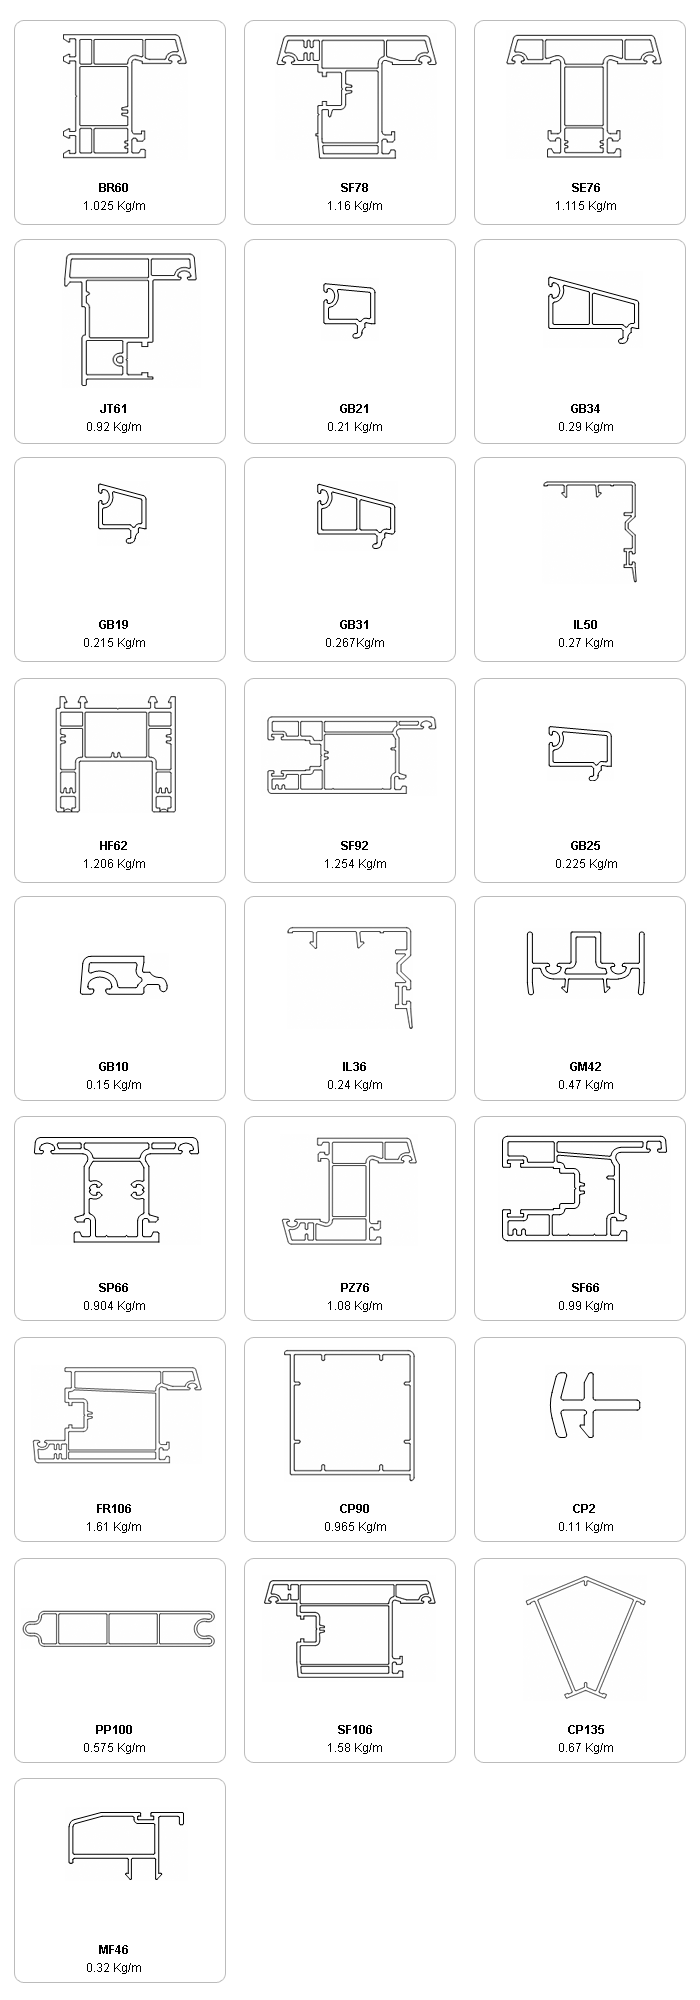 BR60
1.025 Kg/m
SF78
1.16 Kg/m
SE76
1.115 Kg/m
JT61
0.92 Kg/m
GB21
0.21 Kg/m
GB34
0.29 Kg/m
GB19
0.215 Kg/m
GB31
0.267Kg/m
IL50
0.27 Kg/m
HF62
1.206 Kg/m
SF92
1.254 Kg/m
GB25
0.225 Kg/m
GB10
0.15 Kg/m
IL36
0.24 Kg/m
GM42
0.47 Kg/m
SP66
0.904 Kg/m
PZ76
1.08 Kg/m
SF66
0.99 Kg/m
FR106
1.61 Kg/m
CP90
0.965 Kg/m
CP2
0.11 Kg/m
PP100
0.575 Kg/m
SF106
1.58 Kg/m
CP135
0.67 Kg/m
MF46
0.32 Kg/m